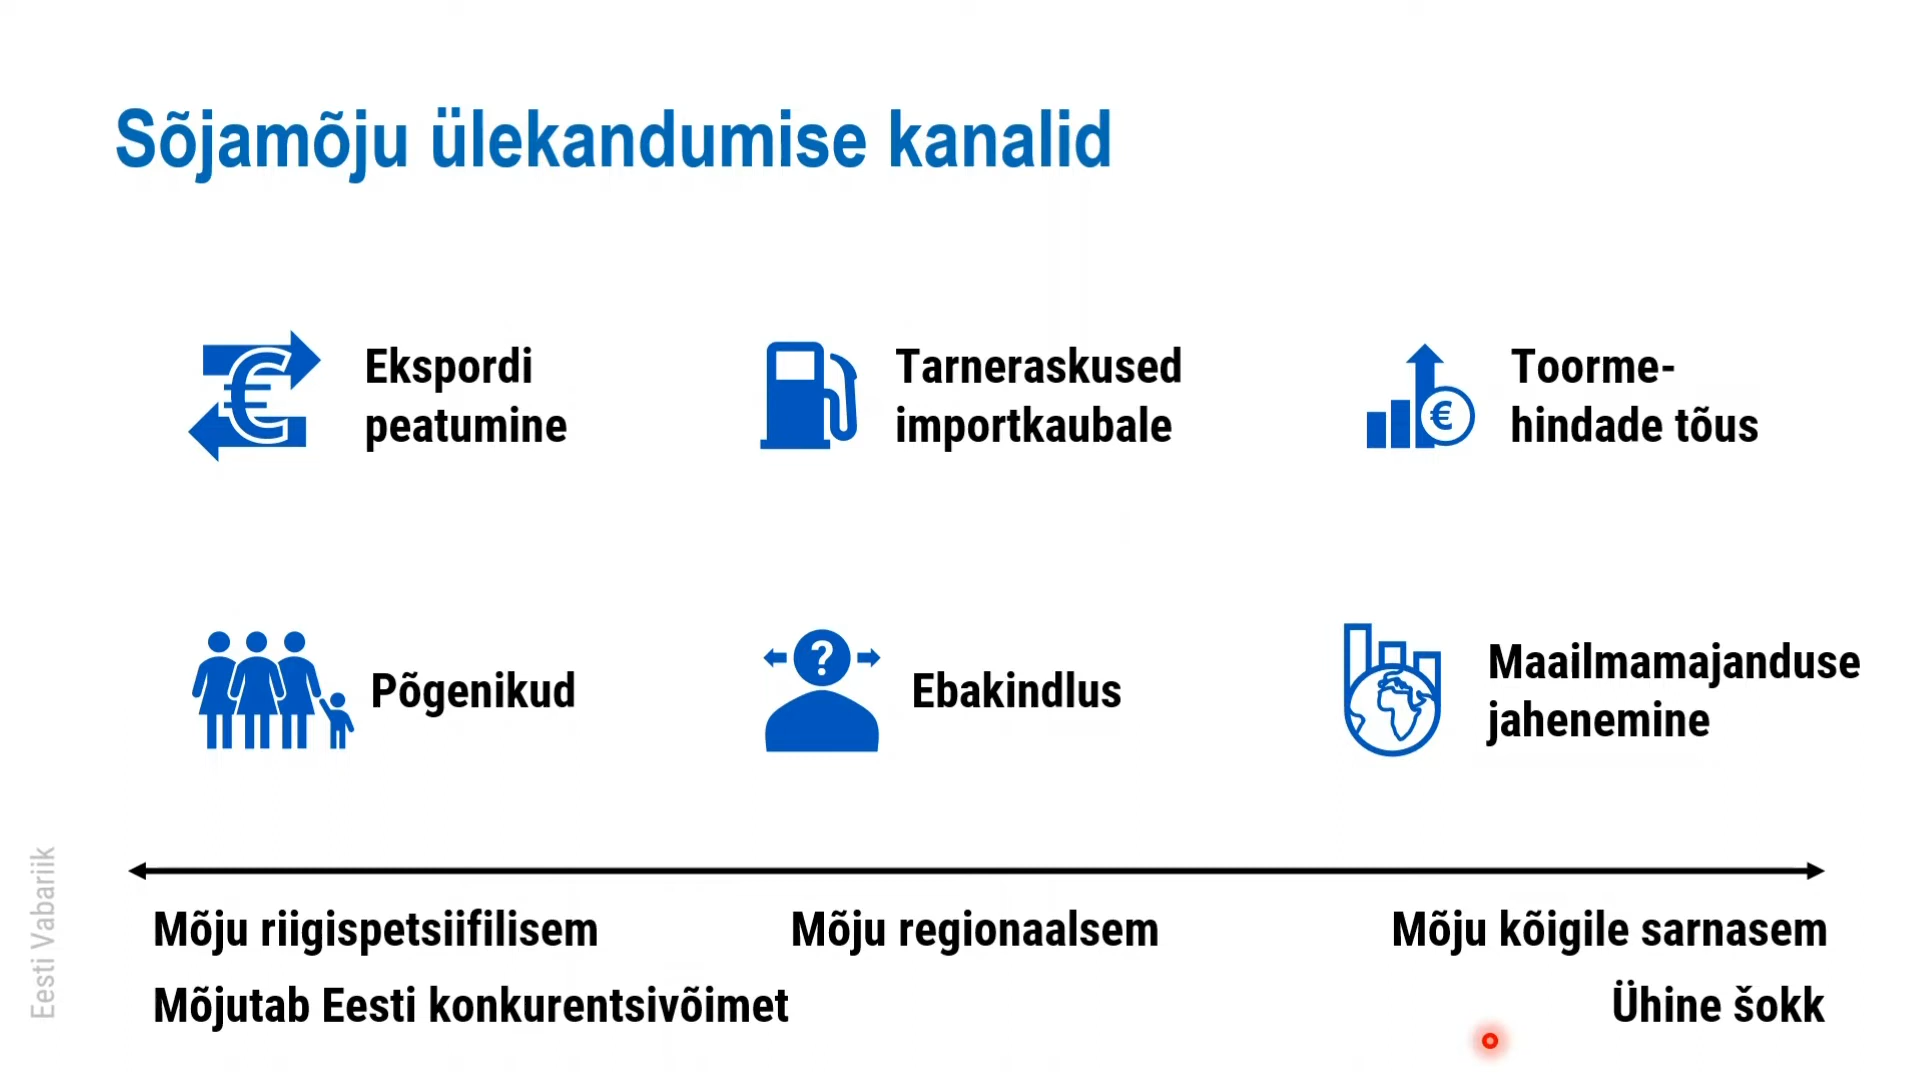 Sõjamõju ülekandumise kanalid
Ekspordi
peatumine
Tarneraskused
importkaubale
Toorme-
hindade tõus
Põgenikud
Ebakindlus
Maailmamajanduse
jahenemine
Mõju riigispetsiifilisem
Mõju regionaalsem
Mõju kõigile sarnasem
Mõjutab Eesti konkurentsivõimet
Ühine šokk
Eesti Vabariik